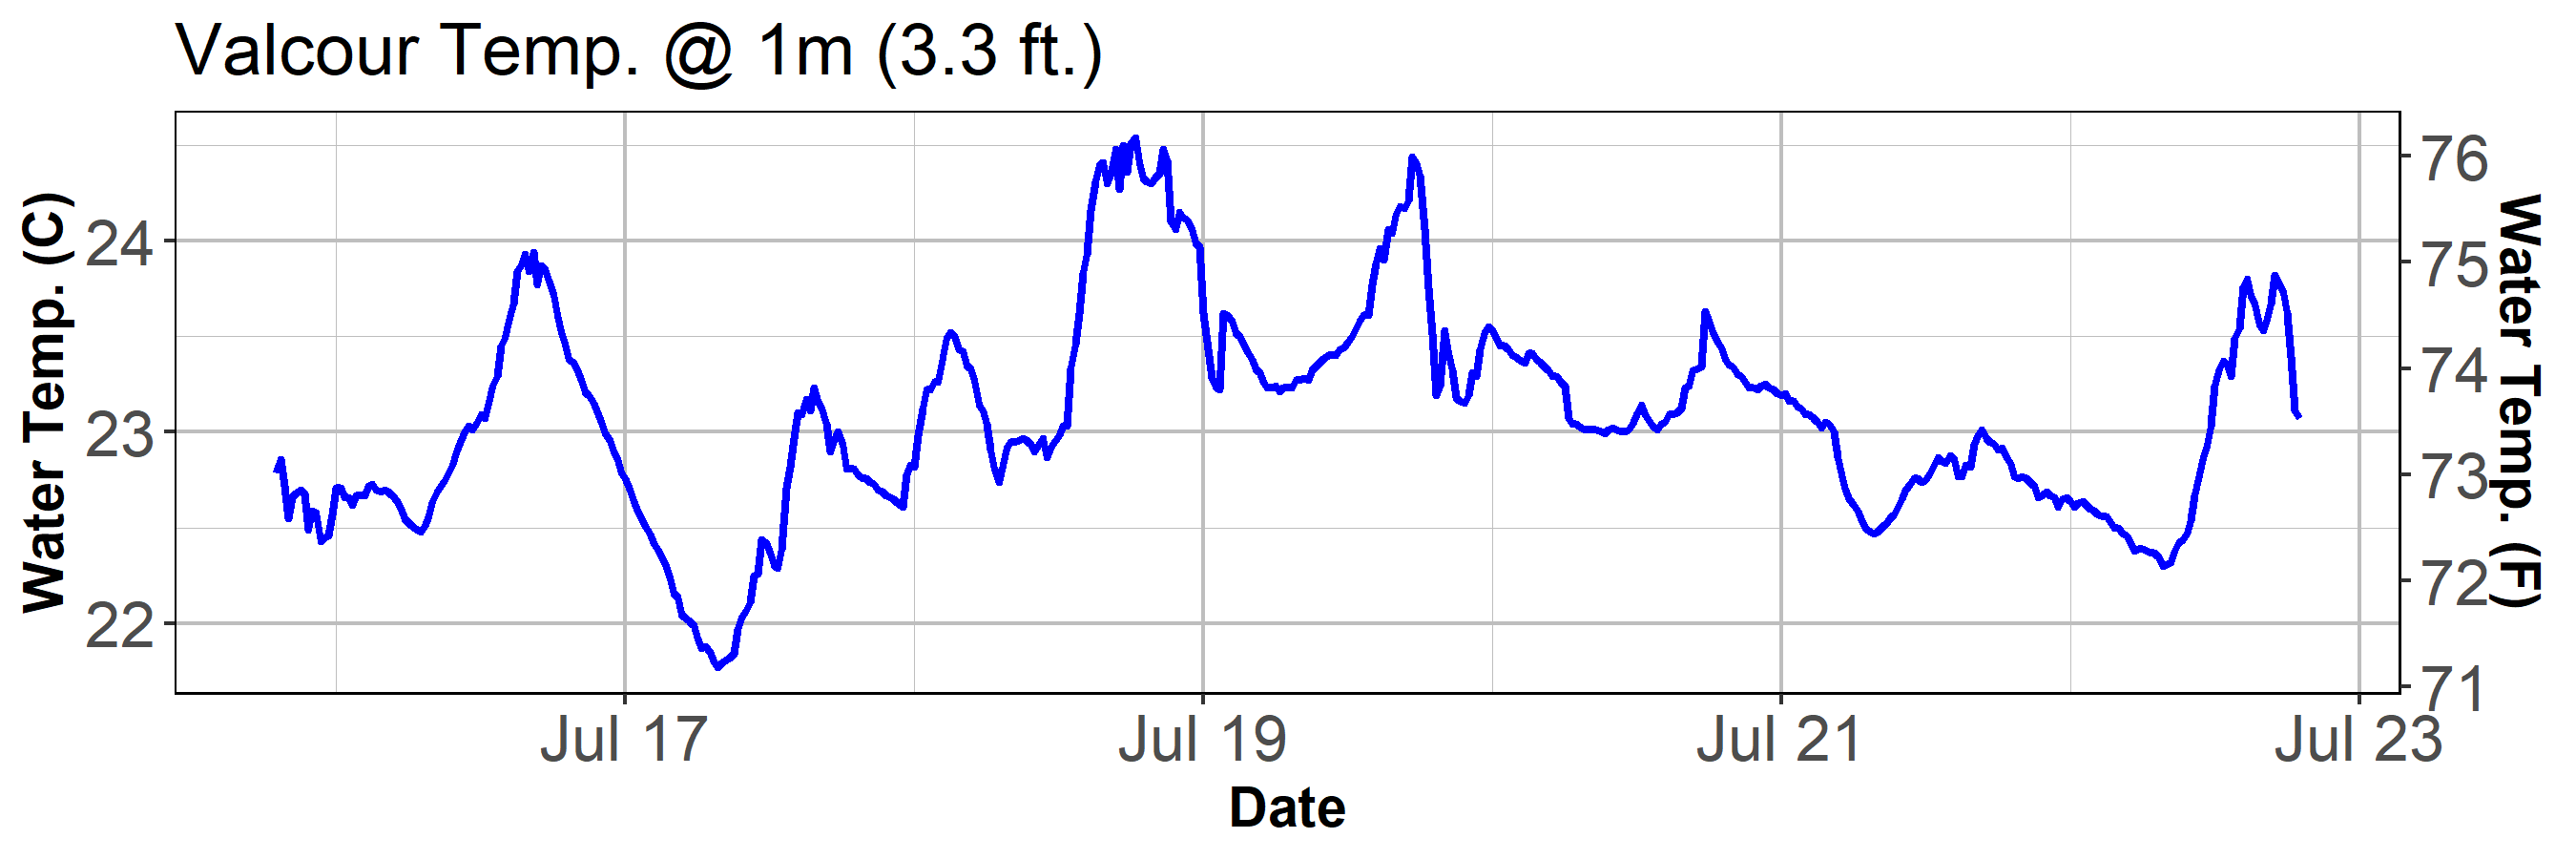 Valcour Temp. @ 1m (3.3 ft.)
Water Temp. (C)
24
23
22
76
75
74
73
72
71
Water Temp. (F)
Jul 17 Jul 19 Jul 21 Jul 23
Date